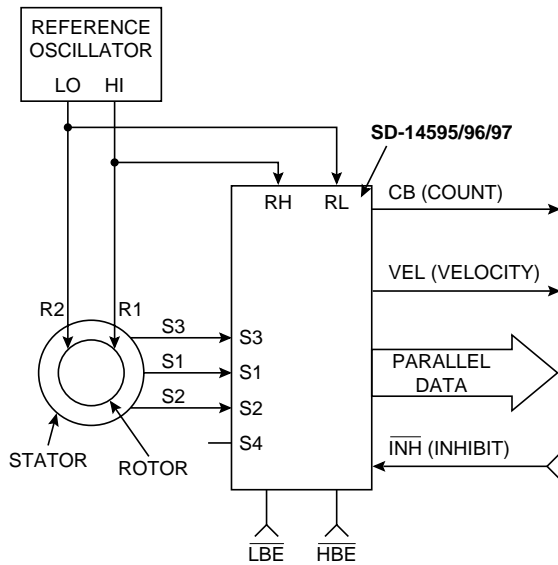 REFERENCE
OSCILLATOR
LO HI
SD-14595/96/97
RH RL
CB (COUNT)
VEL (VELOCITY)
R2 R1
S3 S3
S1 S1
S2 S2
S4
PARALLEL
DATA
INH (INHIBIT)
STATOR
ROTOR
LBE HBE